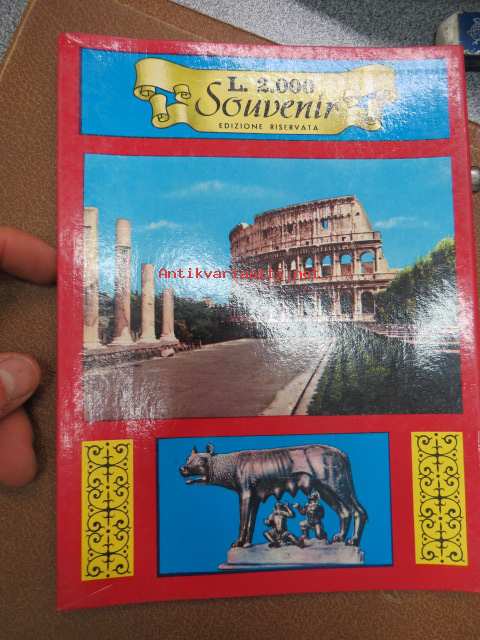 L. 2.000
Souvenir
EDIZIONE RISERVATA
Antikvariaatti.net